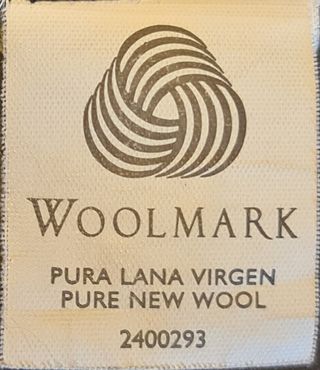 WOOLMARK
PURA LANA VIRGEN
PURE NEW WOOL
2400293